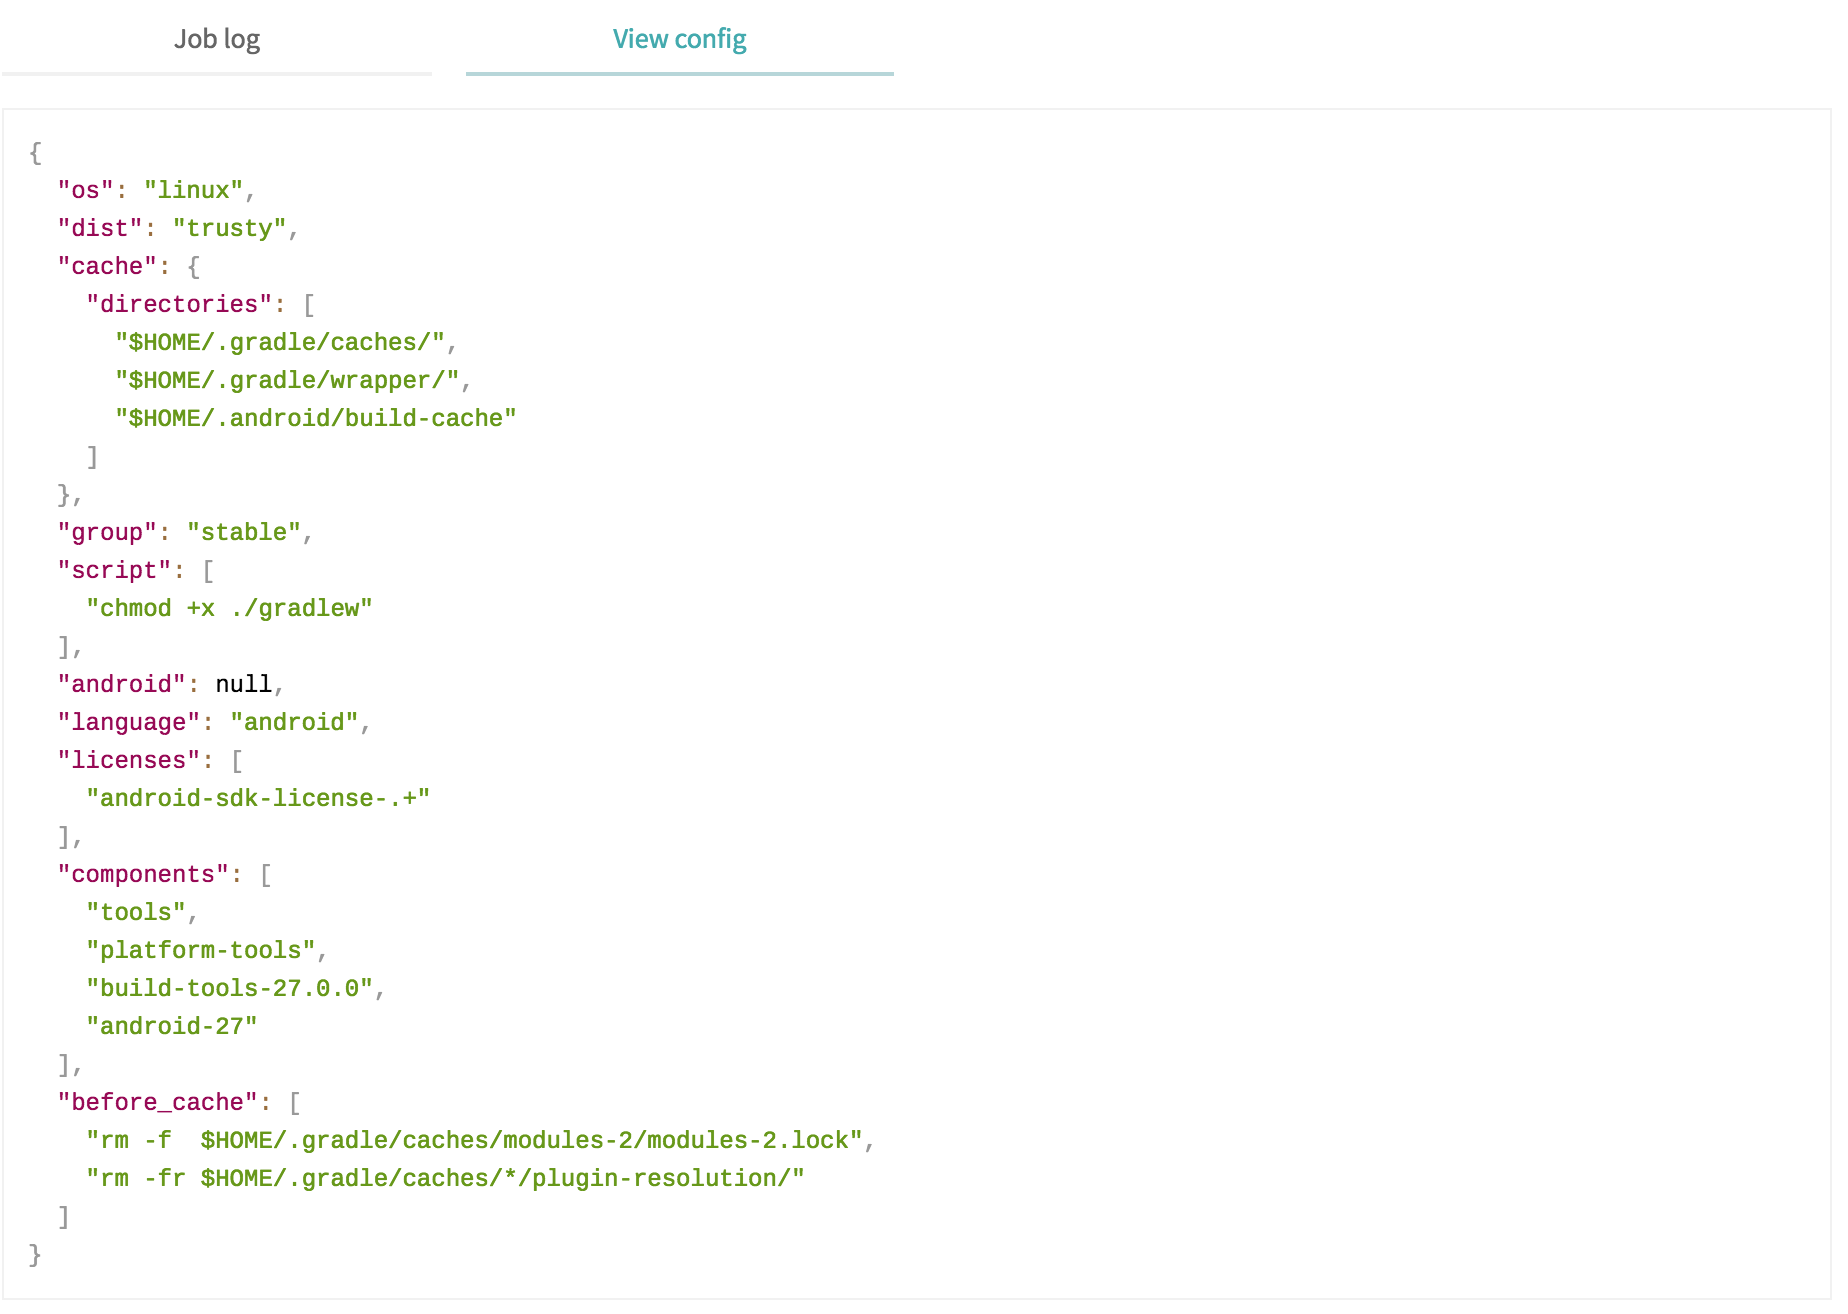 Job log
View config
{
  "os": "linux",
  "dist": "trusty",
  "cache": {
    "directories": [
      "$HOME/.gradle/caches/",
      "$HOME/.gradle/wrapper/",
      "$HOME/.android/build-cache"
    ]
  },
  "group": "stable",
  "script": [
    "chmod +x ./gradlew"
  ],
  "android": null,
  "language": "android",
  "licenses": [
    "android-sdk-license-.+"
  ],
  "components": [
    "tools",
    "platform-tools",
    "build-tools-27.0.0",
    "android-27"
  ],
  "before_cache": [
    "rm -f  $HOME/.gradle/caches/modules-2/modules-2.lock",
    "rm -fr $HOME/.gradle/caches/*/plugin-resolution/"
  ]
}